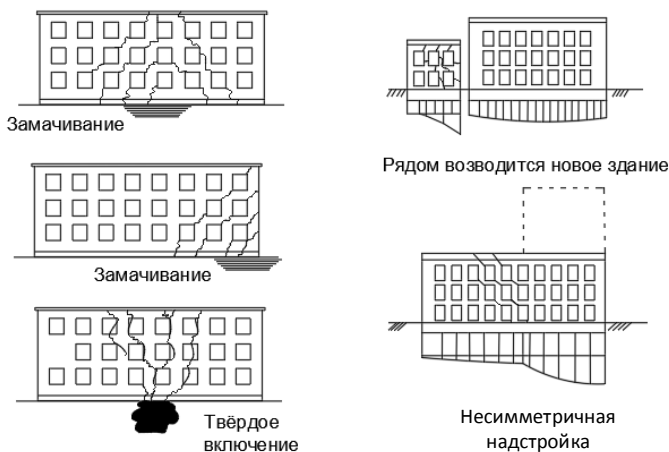 Замачивание
Замачивание
Твёрдое
включение
Рядом возводится новое здание
Несимметричная
надстройка